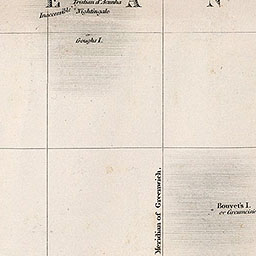 E A N
Tristan d'Acunha
Inaccessible
Nightingale
Goughs I.
Meridian of Greenwich.
Bouvet's I.
or Circumcision